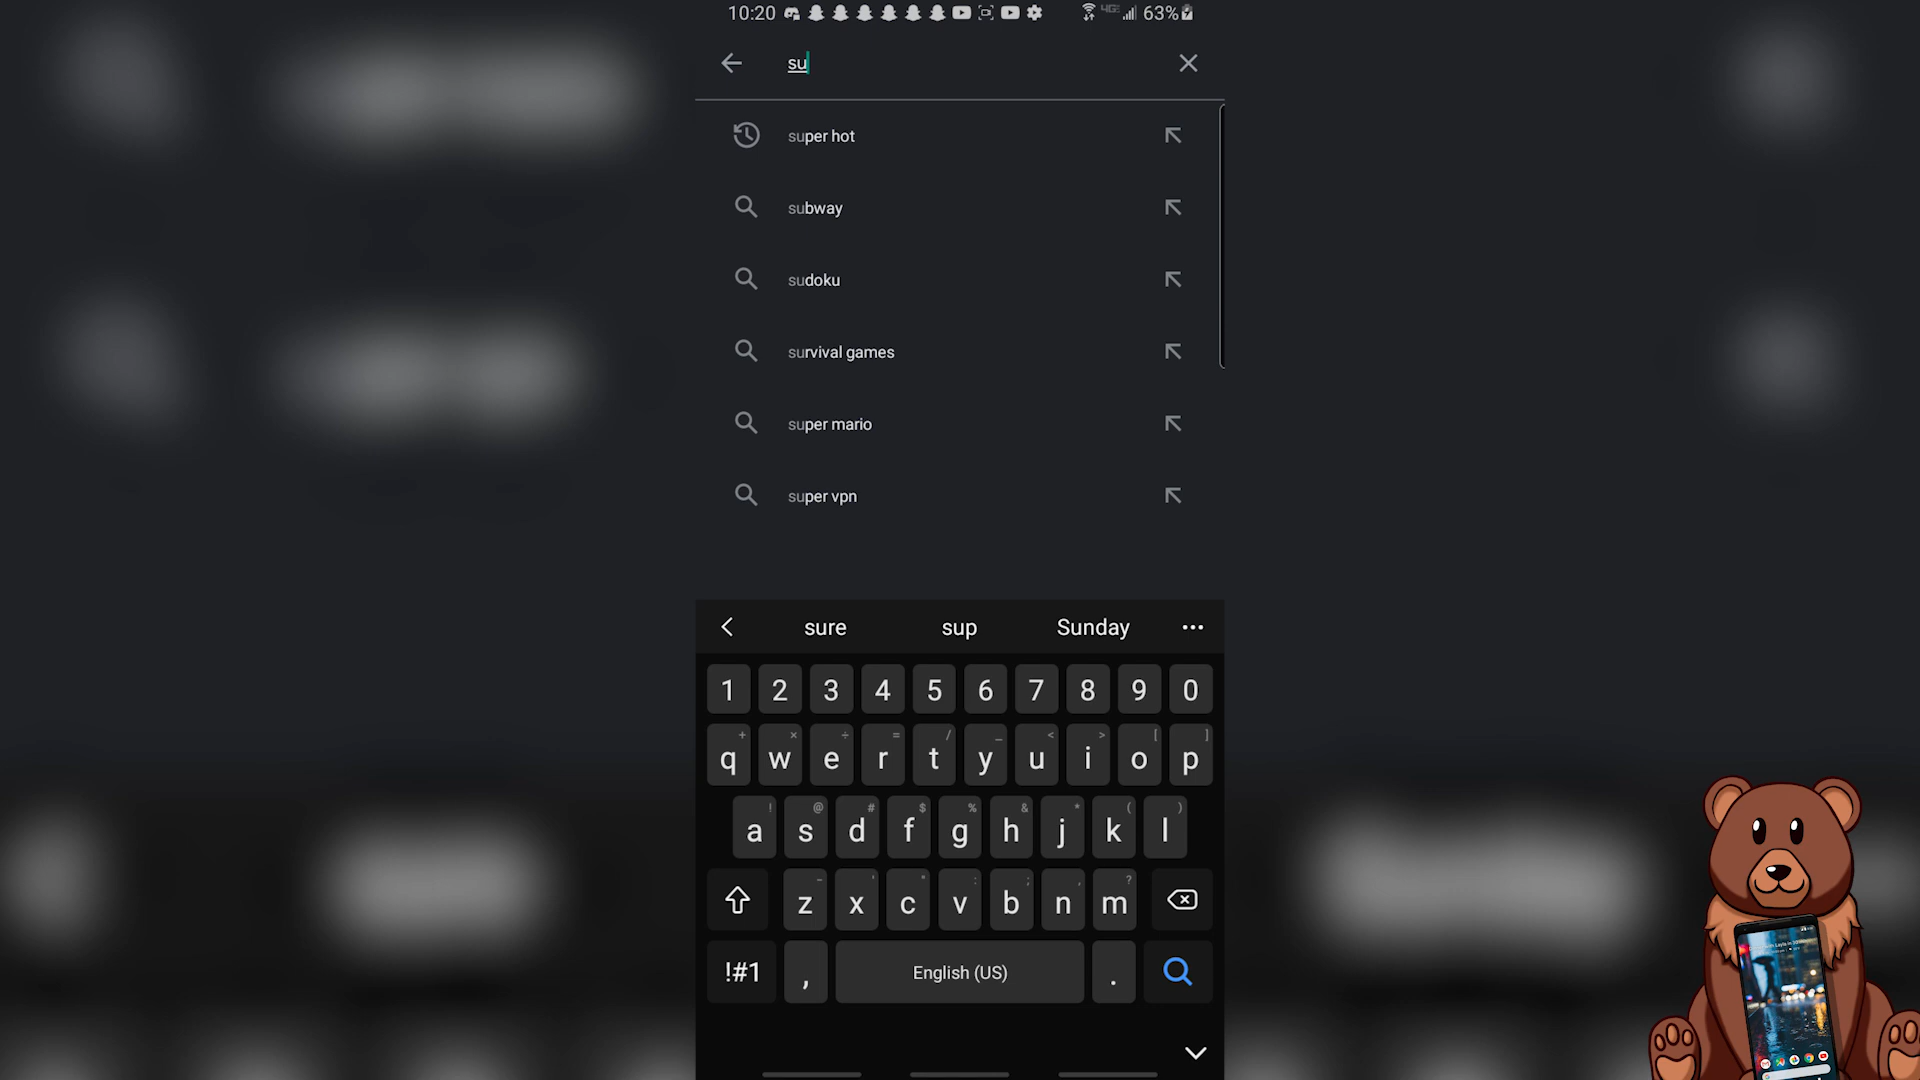 10:20 4G 63%
su
super hot
subway
sudoku
survival games
super mario
super vpn
sure sup Sunday ...
1 2 3 4 5 6 7 8 9 0
+ × ÷ = / _ < > [ ]
q w e r t y u i o p
! @ # $ % & * ( )
a s d f g h j k l
- ' " : ; , ?
z x c v b n m
!#1 , English (US) .